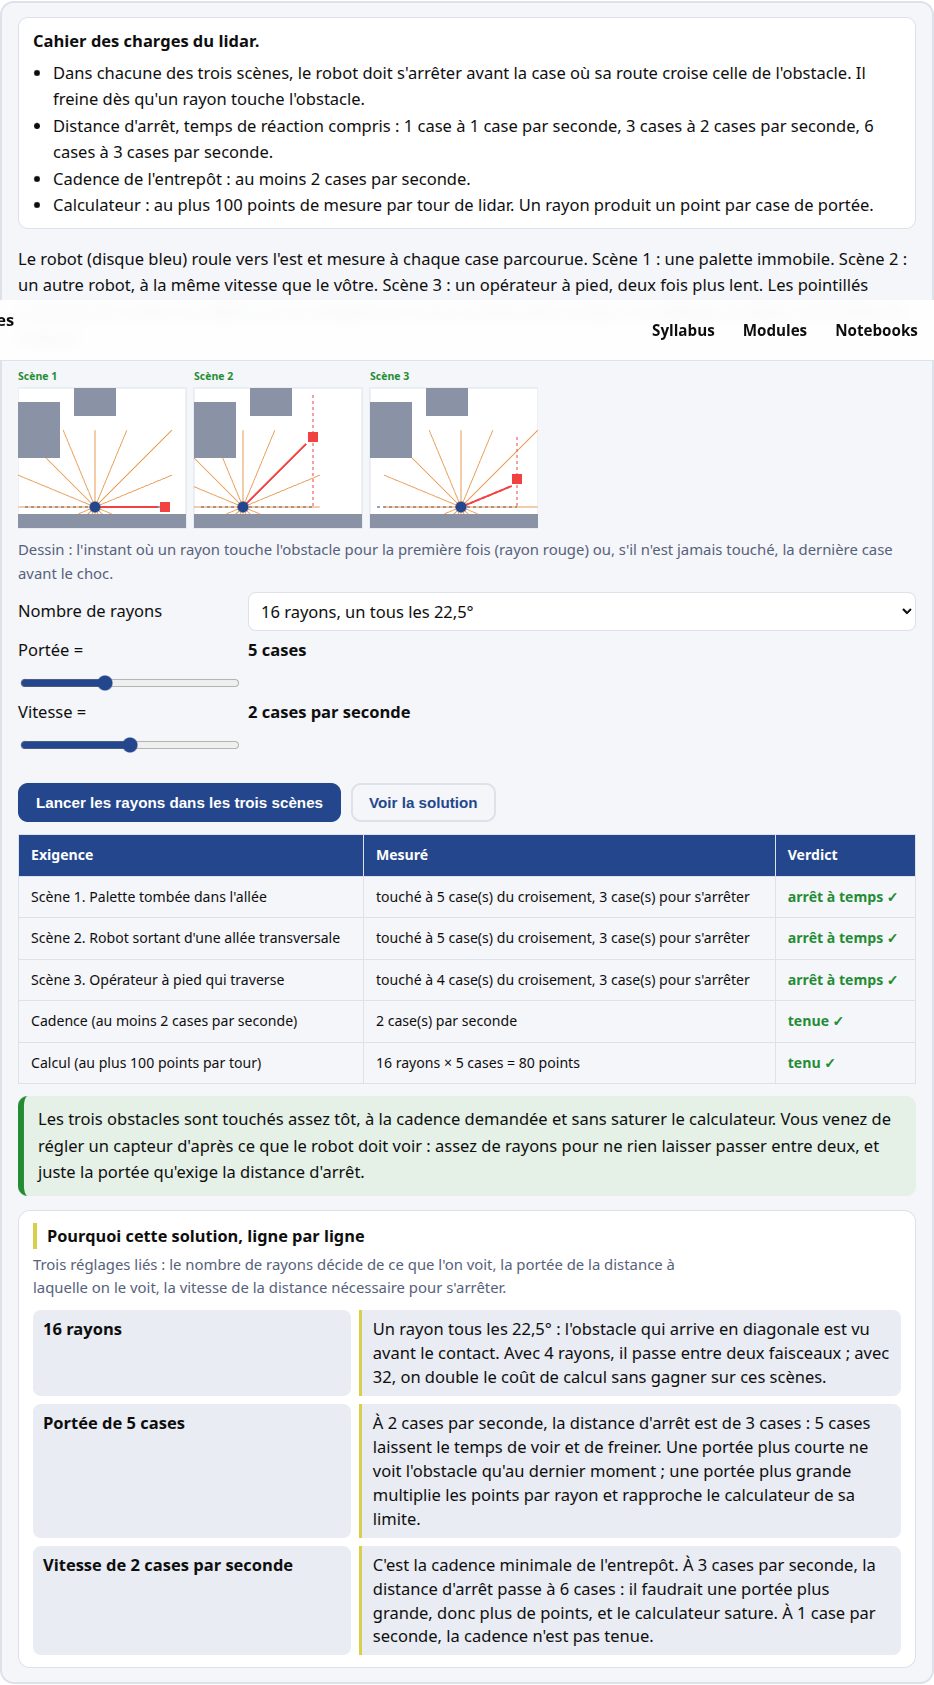 Cahier des charges du lidar.
Dans chacune des trois scènes, le robot doit s'arrêter avant la case où sa route croise celle de l'obstacle. Il
freine dès qu'un rayon touche l'obstacle.
Distance d'arrêt, temps de réaction compris : 1 case à 1 case par seconde, 3 cases à 2 cases par seconde, 6
cases à 3 cases par seconde.
Cadence de l'entrepôt : au moins 2 cases par seconde.
Calculateur : au plus 100 points de mesure par tour de lidar. Un rayon produit un point par case de portée.
Le robot (disque bleu) roule vers l'est et mesure à chaque case parcourue. Scène 1 : une palette immobile. Scène 2 :
un autre robot, à la même vitesse que le vôtre. Scène 3 : un opérateur à pied, deux fois plus lent. Les pointillés
es
Syllabus Modules Notebooks
Scène 1 Scène 2 Scène 3
Dessin : l'instant où un rayon touche l'obstacle pour la première fois (rayon rouge) ou, s'il n'est jamais touché, la dernière case
avant le choc.
Nombre de rayons 16 rayons, un tous les 22,5°
Portée = 5 cases
Vitesse = 2 cases par seconde
Lancer les rayons dans les trois scènes Voir la solution
Exigence Mesuré Verdict
Scène 1. Palette tombée dans l'allée touché à 5 case(s) du croisement, 3 case(s) pour s'arrêter arrêt à temps ✓
Scène 2. Robot sortant d'une allée transversale touché à 5 case(s) du croisement, 3 case(s) pour s'arrêter arrêt à temps ✓
Scène 3. Opérateur à pied qui traverse touché à 4 case(s) du croisement, 3 case(s) pour s'arrêter arrêt à temps ✓
Cadence (au moins 2 cases par seconde) 2 case(s) par seconde tenue ✓
Calcul (au plus 100 points par tour) 16 rayons × 5 cases = 80 points tenu ✓
Les trois obstacles sont touchés assez tôt, à la cadence demandée et sans saturer le calculateur. Vous venez de
régler un capteur d'après ce que le robot doit voir : assez de rayons pour ne rien laisser passer entre deux, et
juste la portée qu'exige la distance d'arrêt.
Pourquoi cette solution, ligne par ligne
Trois réglages liés : le nombre de rayons décide de ce que l'on voit, la portée de la distance à
laquelle on le voit, la vitesse de la distance nécessaire pour s'arrêter.
16 rayons
Un rayon tous les 22,5° : l'obstacle qui arrive en diagonale est vu
avant le contact. Avec 4 rayons, il passe entre deux faisceaux ; avec
32, on double le coût de calcul sans gagner sur ces scènes.
Portée de 5 cases
À 2 cases par seconde, la distance d'arrêt est de 3 cases : 5 cases
laissent le temps de voir et de freiner. Une portée plus courte ne
voit l'obstacle qu'au dernier moment ; une portée plus grande
multiplie les points par rayon et rapproche le calculateur de sa
limite.
Vitesse de 2 cases par seconde
C'est la cadence minimale de l'entrepôt. À 3 cases par seconde, la
distance d'arrêt passe à 6 cases : il faudrait une portée plus
grande, donc plus de points, et le calculateur sature. À 1 case par
seconde, la cadence n'est pas tenue.